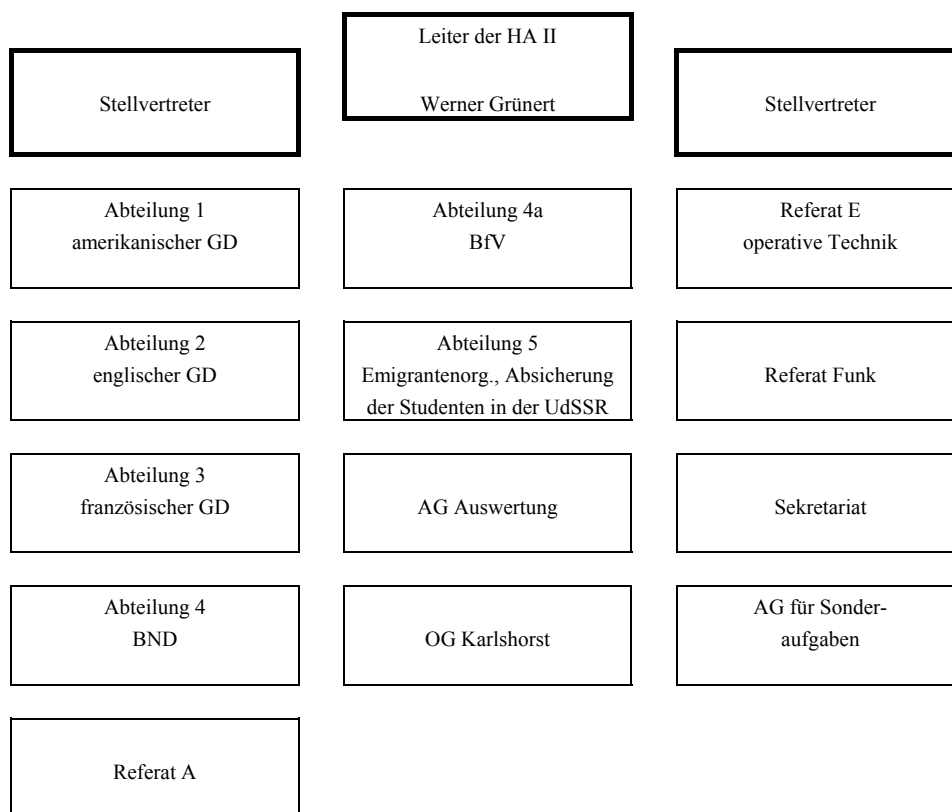 Leiter der HA II
Werner Grünert
Stellvertreter
Stellvertreter
Abteilung 1
amerikanischer GD
Abteilung 4a
BfV
Referat E
operative Technik
Abteilung 2
englischer GD
Abteilung 5
Emigrantenorg., Absicherung
der Studenten in der UdSSR
Referat Funk
Abteilung 3
französischer GD
AG Auswertung
Sekretariat
Abteilung 4
BND
OG Karlshorst
AG für Sonder-
aufgaben
Referat A